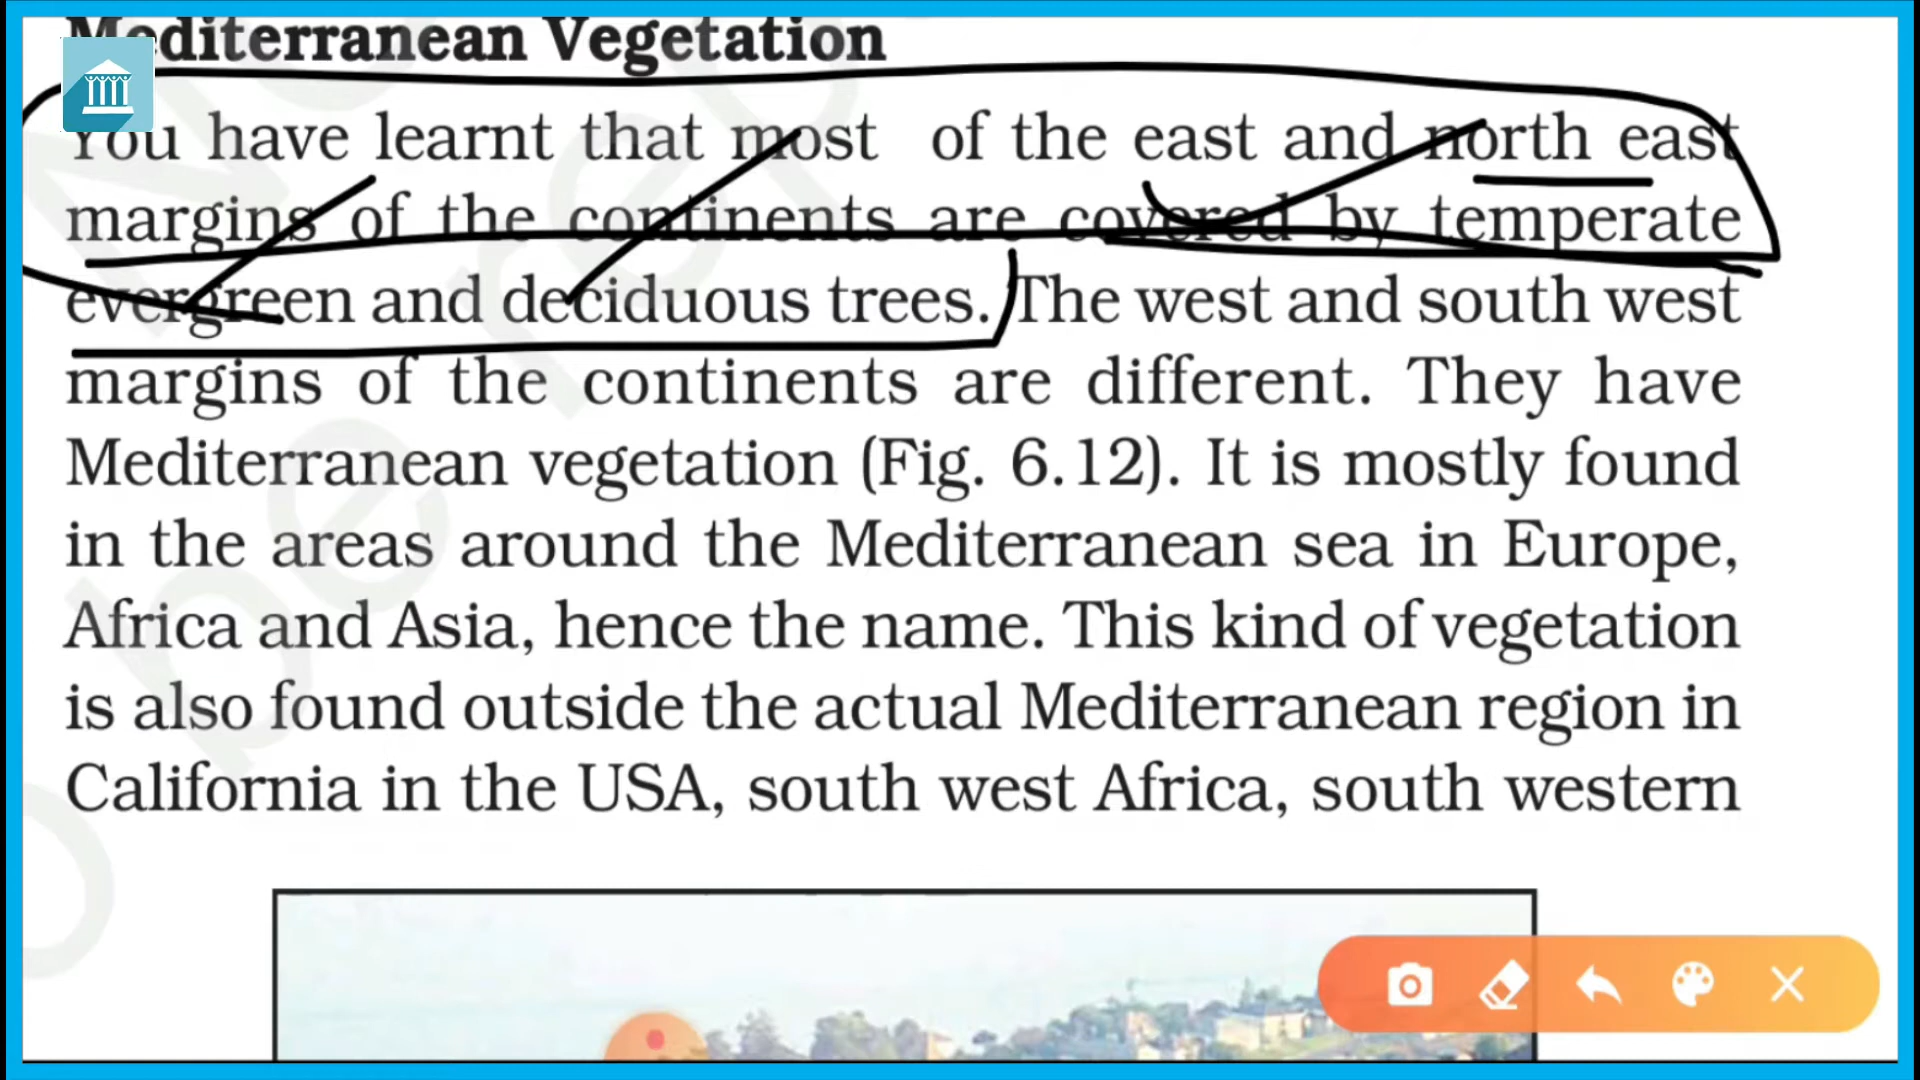 Mediterranean Vegetation
You have learnt that most of the east and north east
margins of the continents are covered by temperate
evergreen and deciduous trees. The west and south west
margins of the continents are different. They have
Mediterranean vegetation (Fig. 6.12). It is mostly found
in the areas around the Mediterranean sea in Europe,
Africa and Asia, hence the name. This kind of vegetation
is also found outside the actual Mediterranean region in
California in the USA, south west Africa, south western